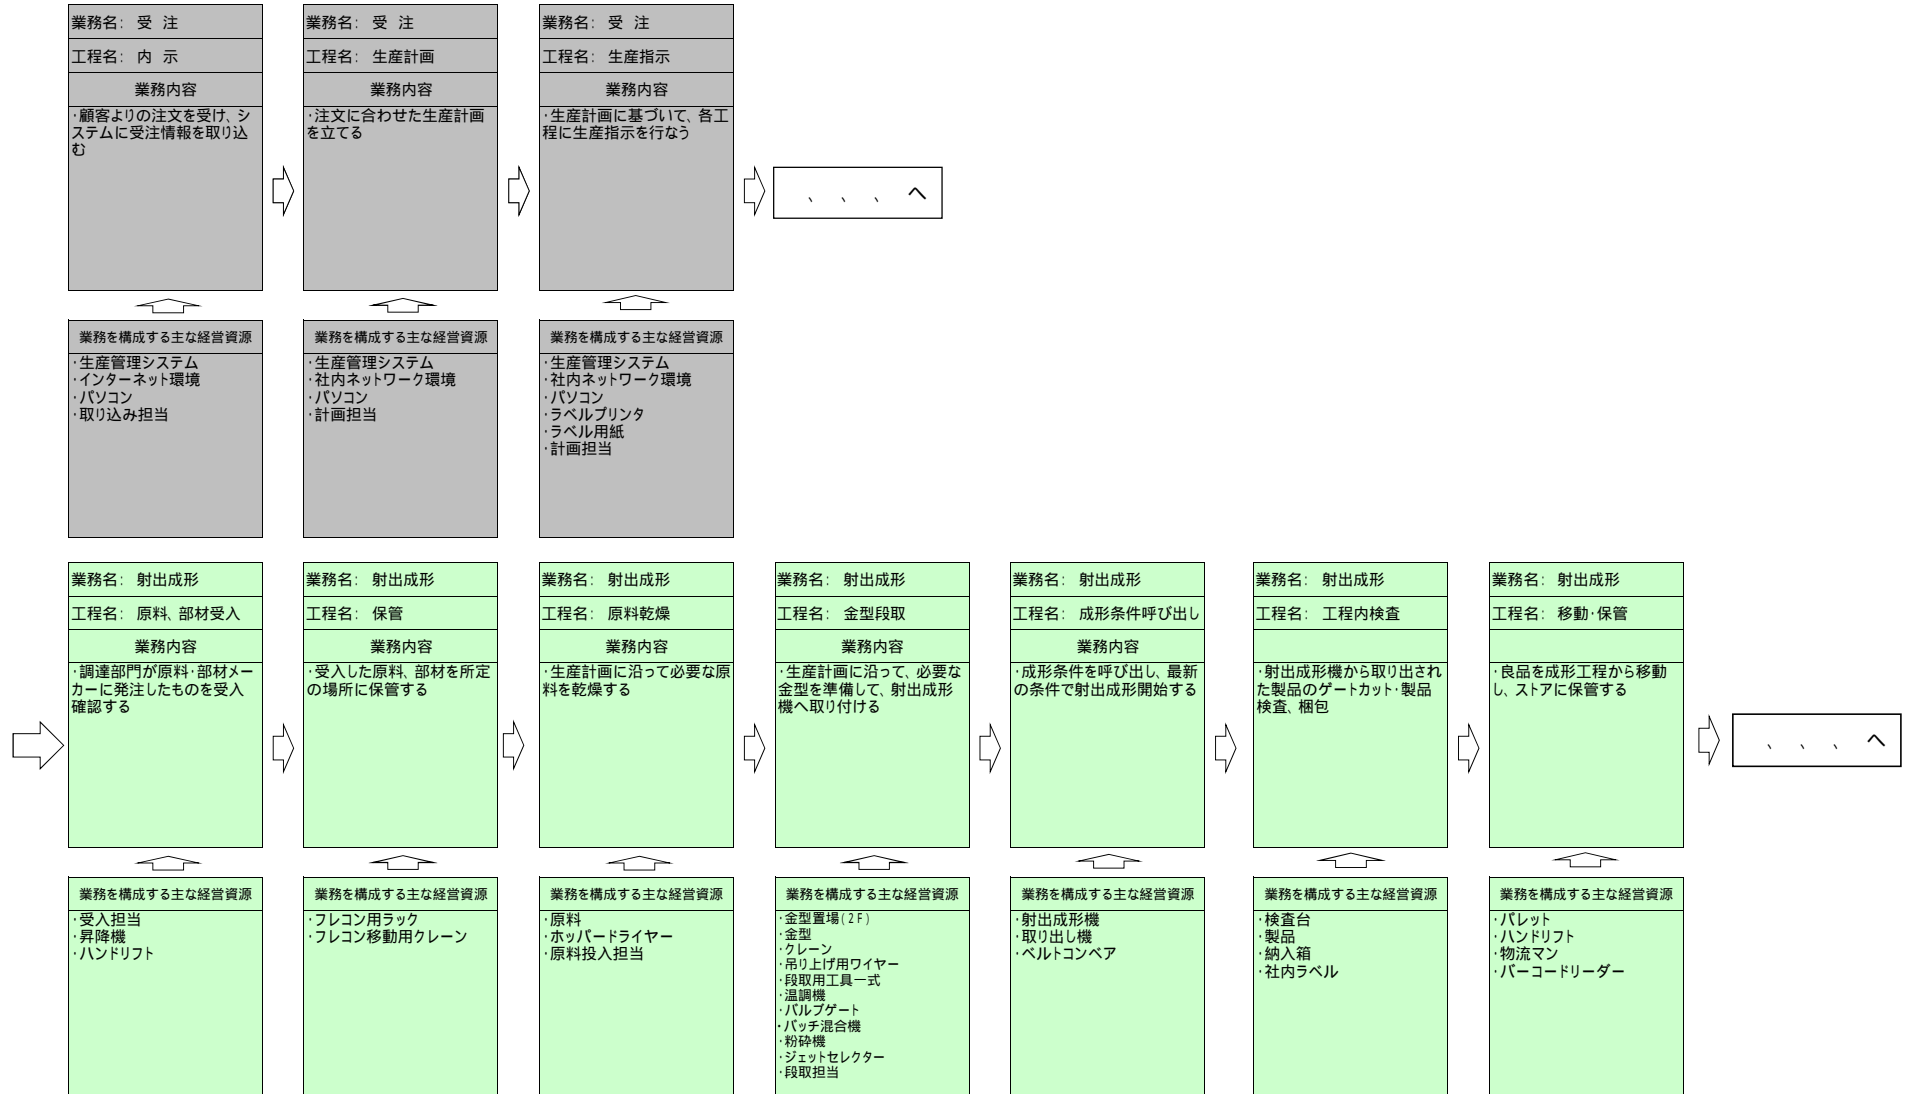 業務名: 受 注
工程名: 内 示
業務内容
·顧客よりの注文を受け、シ
ステムに受注情報を取り込
む
業務名: 受 注
工程名: 生産計画
業務内容
·注文に合わせた生産計画
を立てる
業務名: 受 注
工程名: 生産指示
業務内容
·生産計画に基づいて、各工
程に生産指示を行なう
、 、 、 へ
業務を構成する主な経営資源
·生産管理システム
·インターネット環境
·パソコン
·取り込み担当
業務を構成する主な経営資源
·生産管理システム
·社内ネットワーク環境
·パソコン
·計画担当
業務を構成する主な経営資源
·生産管理システム
·社内ネットワーク環境
·パソコン
·ラベルプリンタ
·ラベル用紙
·計画担当
業務名: 射出成形
工程名: 原料、部材受入
業務内容
·調達部門が原料·部材メー
カーに発注したものを受入
確認する
業務名: 射出成形
工程名: 保管
業務内容
·受入した原料、部材を所定
の場所に保管する
業務名: 射出成形
工程名: 原料乾燥
業務内容
·生産計画に沿って必要な原
料を乾燥する
業務名: 射出成形
工程名: 金型段取
業務内容
·生産計画に沿って、必要な
金型を準備して、射出成形
機へ取り付ける
業務名: 射出成形
工程名: 成形条件呼び出し
業務内容
·成形条件を呼び出し、最新
の条件で射出成形開始する
業務名: 射出成形
工程名: 工程内検査
·射出成形機から取り出され
た製品のゲートカット·製品
検査、梱包
業務名: 射出成形
工程名: 移動·保管
·良品を成形工程から移動
し、ストアに保管する
、 、 、 へ
業務を構成する主な経営資源
·受入担当
·昇降機
·ハンドリフト
業務を構成する主な経営資源
·フレコン用ラック
·フレコン移動用クレーン
業務を構成する主な経営資源
·原料
·ホッパードライヤー
·原料投入担当
業務を構成する主な経営資源
·金型置場(2F)
·金型
·クレーン
·吊り上げ用ワイヤー
·段取用工具一式
·温調機
·バルブゲート
·バッチ混合機
·粉砕機
·ジェットセレクター
·段取担当
業務を構成する主な経営資源
·射出成形機
·取り出し機
·ベルトコンベア
業務を構成する主な経営資源
·検査台
·製品
·納入箱
·社内ラベル
業務を構成する主な経営資源
·パレット
·ハンドリフト
·物流マン
·バーコードリーダー